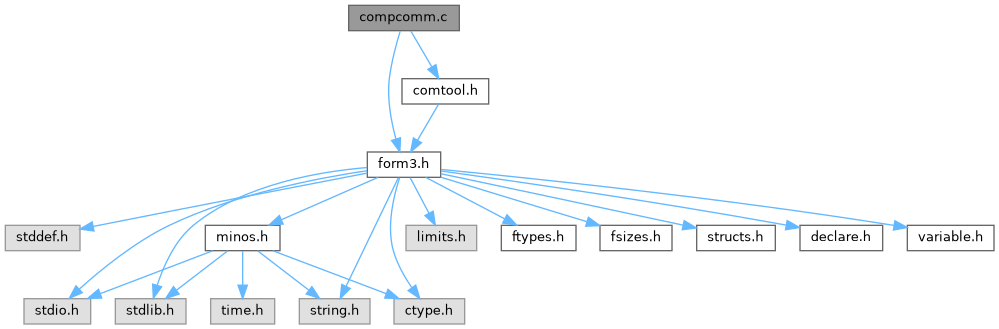 compcomm.c
comtool.h
form3.h
stddef.h
minos.h
limits.h
ftypes.h
fsizes.h
structs.h
declare.h
variable.h
stdio.h
stdlib.h
time.h
string.h
ctype.h